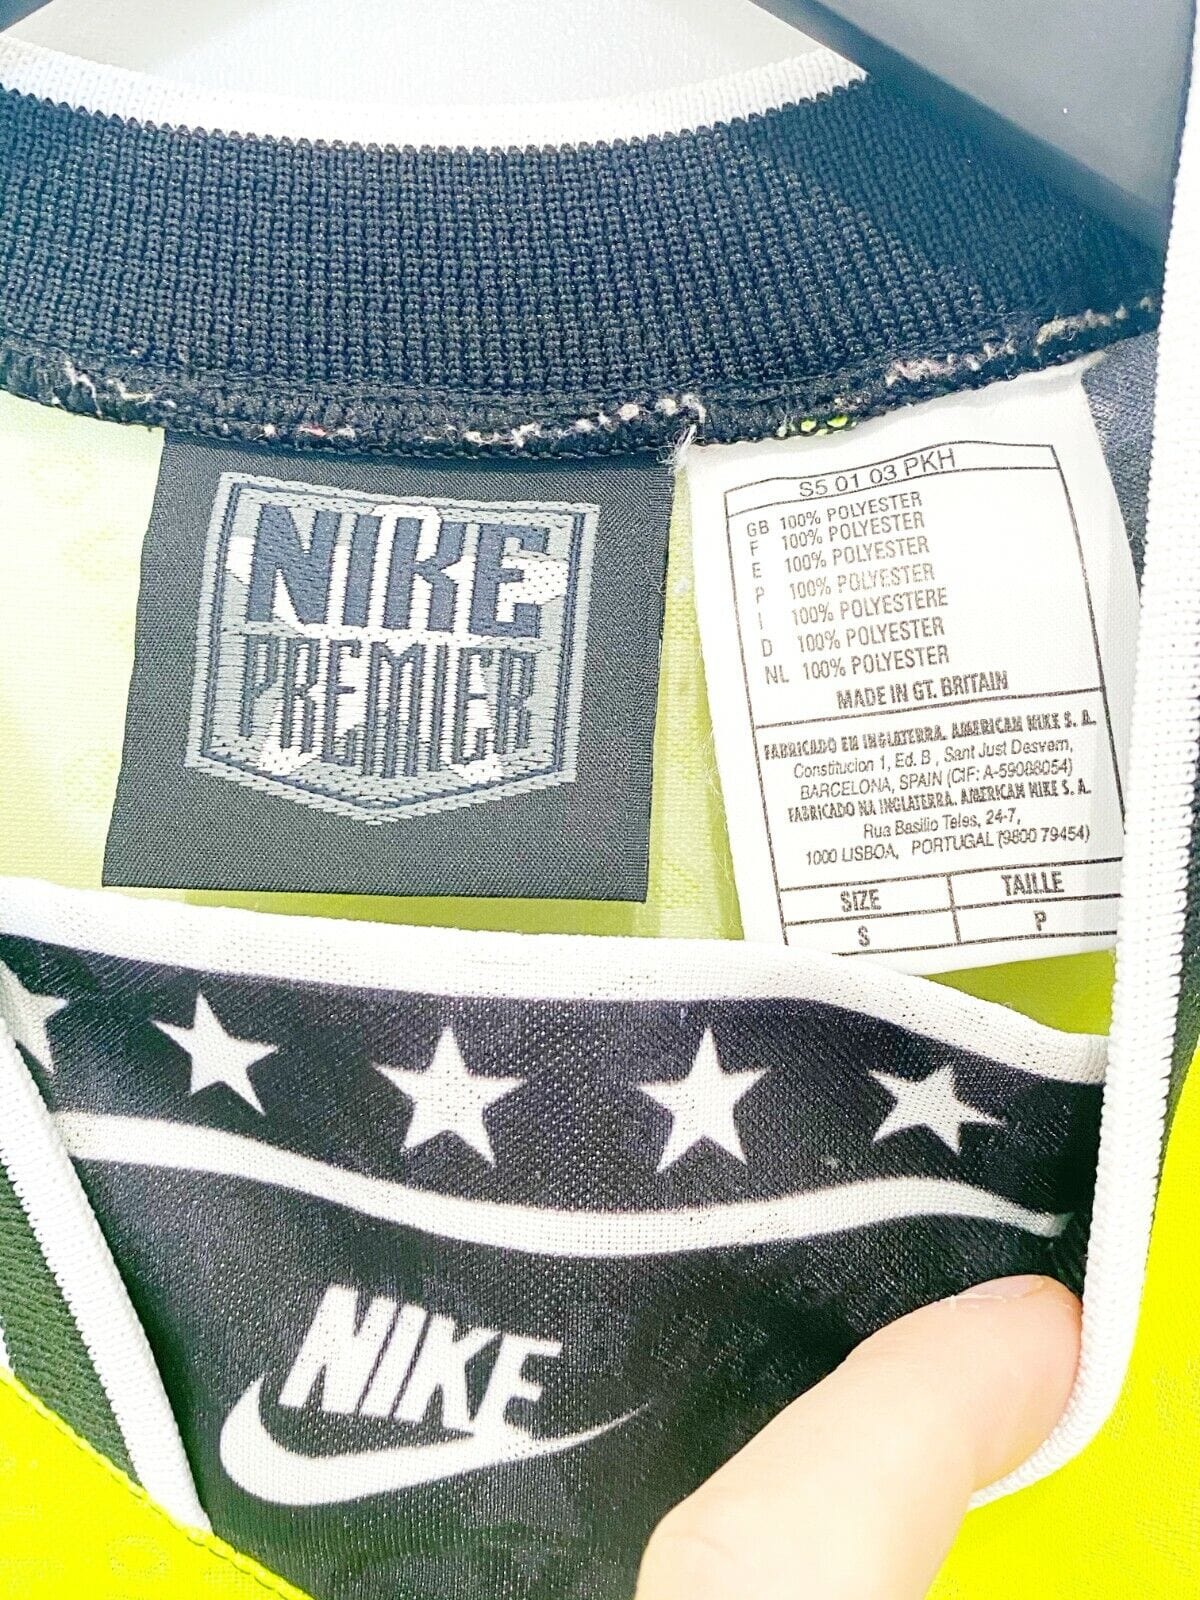 NIKE
PREMIER
S5 01 03 PKH
GB 100% POLYESTER
F 100% POLYESTER
E 100% POLYESTER
P 100% POLYESTER
I 100% POLYESTERE
D 100% POLYESTER
NL 100% POLYESTER
MADE IN GT. BRITAIN
FABRICADO EN INGLATERRA. AMERICAN NIKE S. A.
Constitucion 1, Ed. B, Sant Just Desvern,
BARCELONA, SPAIN (CIF: A-59088054)
FABRICADO NA INGLATERRA. AMERICAN NIKE S. A.
Rua Basilio Teles, 24-7,
1000 LISBOA, PORTUGAL (9800 79454)
SIZE TAILLE
S P
NIKE